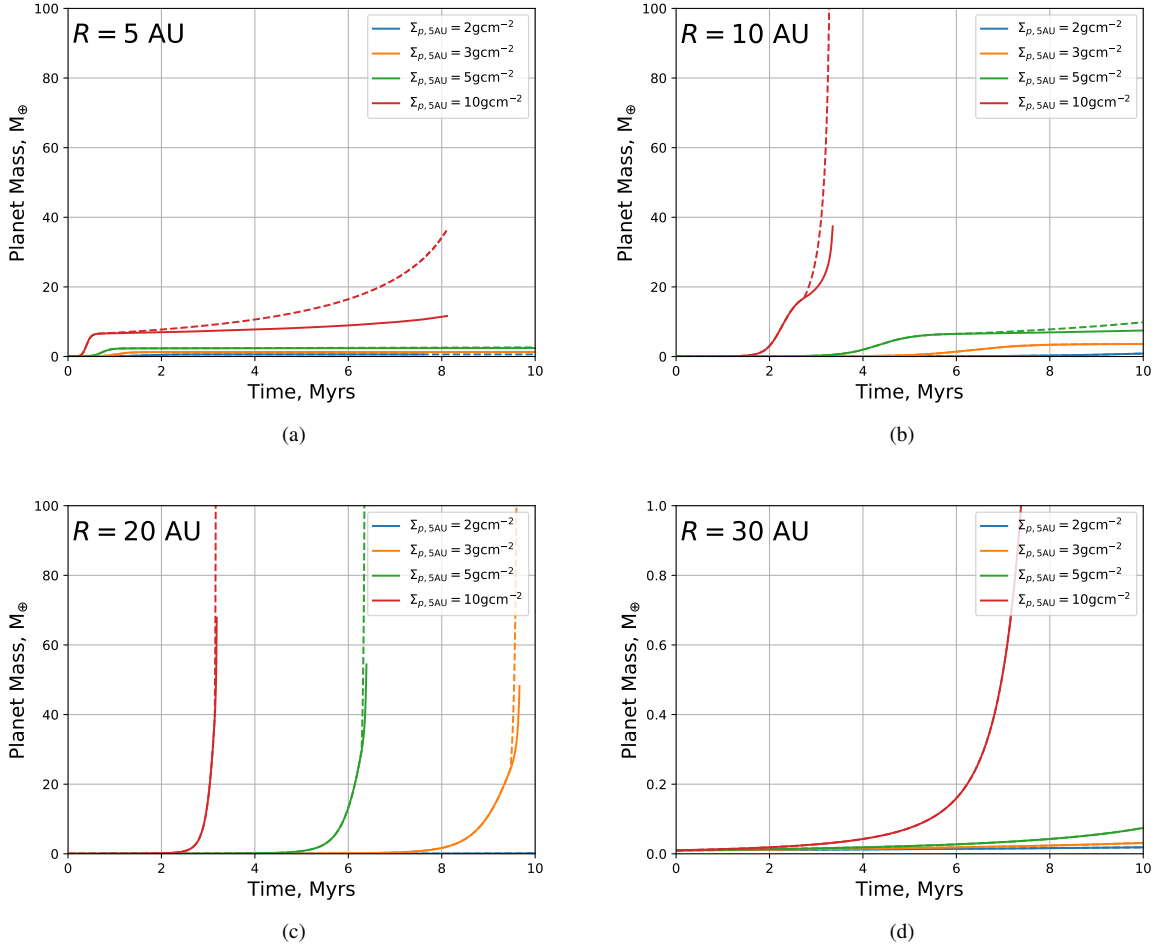 R = 5 AU
Σp, 5AU = 2gcm−2
Σp, 5AU = 3gcm−2
Σp, 5AU = 5gcm−2
Σp, 5AU = 10gcm−2
100
80
60
40
20
0
Planet Mass, M⊕
0 2 4 6 8 10
Time, Myrs
(a)
R = 10 AU
Σp, 5AU = 2gcm−2
Σp, 5AU = 3gcm−2
Σp, 5AU = 5gcm−2
Σp, 5AU = 10gcm−2
100
80
60
40
20
0
Planet Mass, M⊕
0 2 4 6 8 10
Time, Myrs
(b)
R = 20 AU
Σp, 5AU = 2gcm−2
Σp, 5AU = 3gcm−2
Σp, 5AU = 5gcm−2
Σp, 5AU = 10gcm−2
100
80
60
40
20
0
Planet Mass, M⊕
0 2 4 6 8 10
Time, Myrs
(c)
R = 30 AU
Σp, 5AU = 2gcm−2
Σp, 5AU = 3gcm−2
Σp, 5AU = 5gcm−2
Σp, 5AU = 10gcm−2
1.0
0.8
0.6
0.4
0.2
0.0
Planet Mass, M⊕
0 2 4 6 8 10
Time, Myrs
(d)